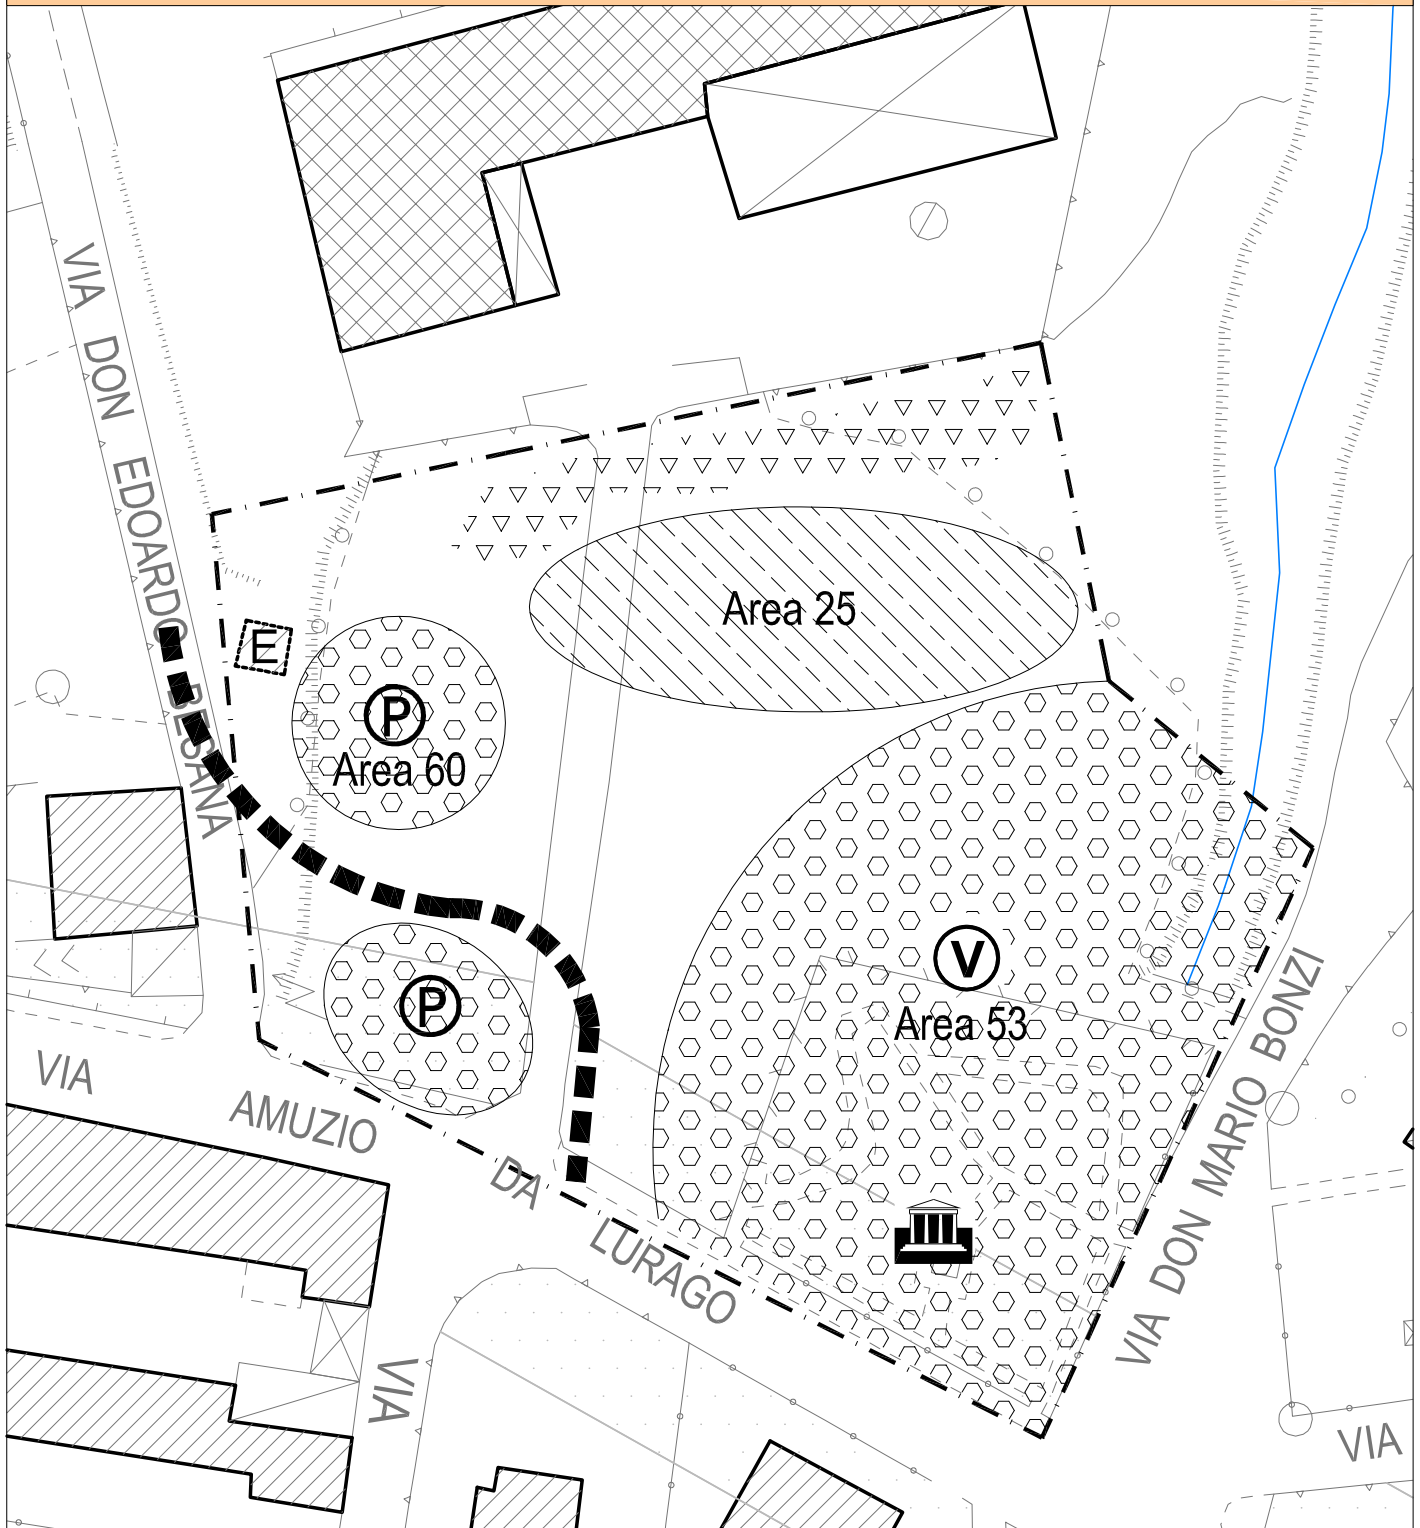 VIA DON EDOARDO BESANA
E
Area 25
P
Area 60
V
Area 53
P
VIA AMUZIO DA LURAGO
VIA DON MARIO BONZI
VIA
VIA